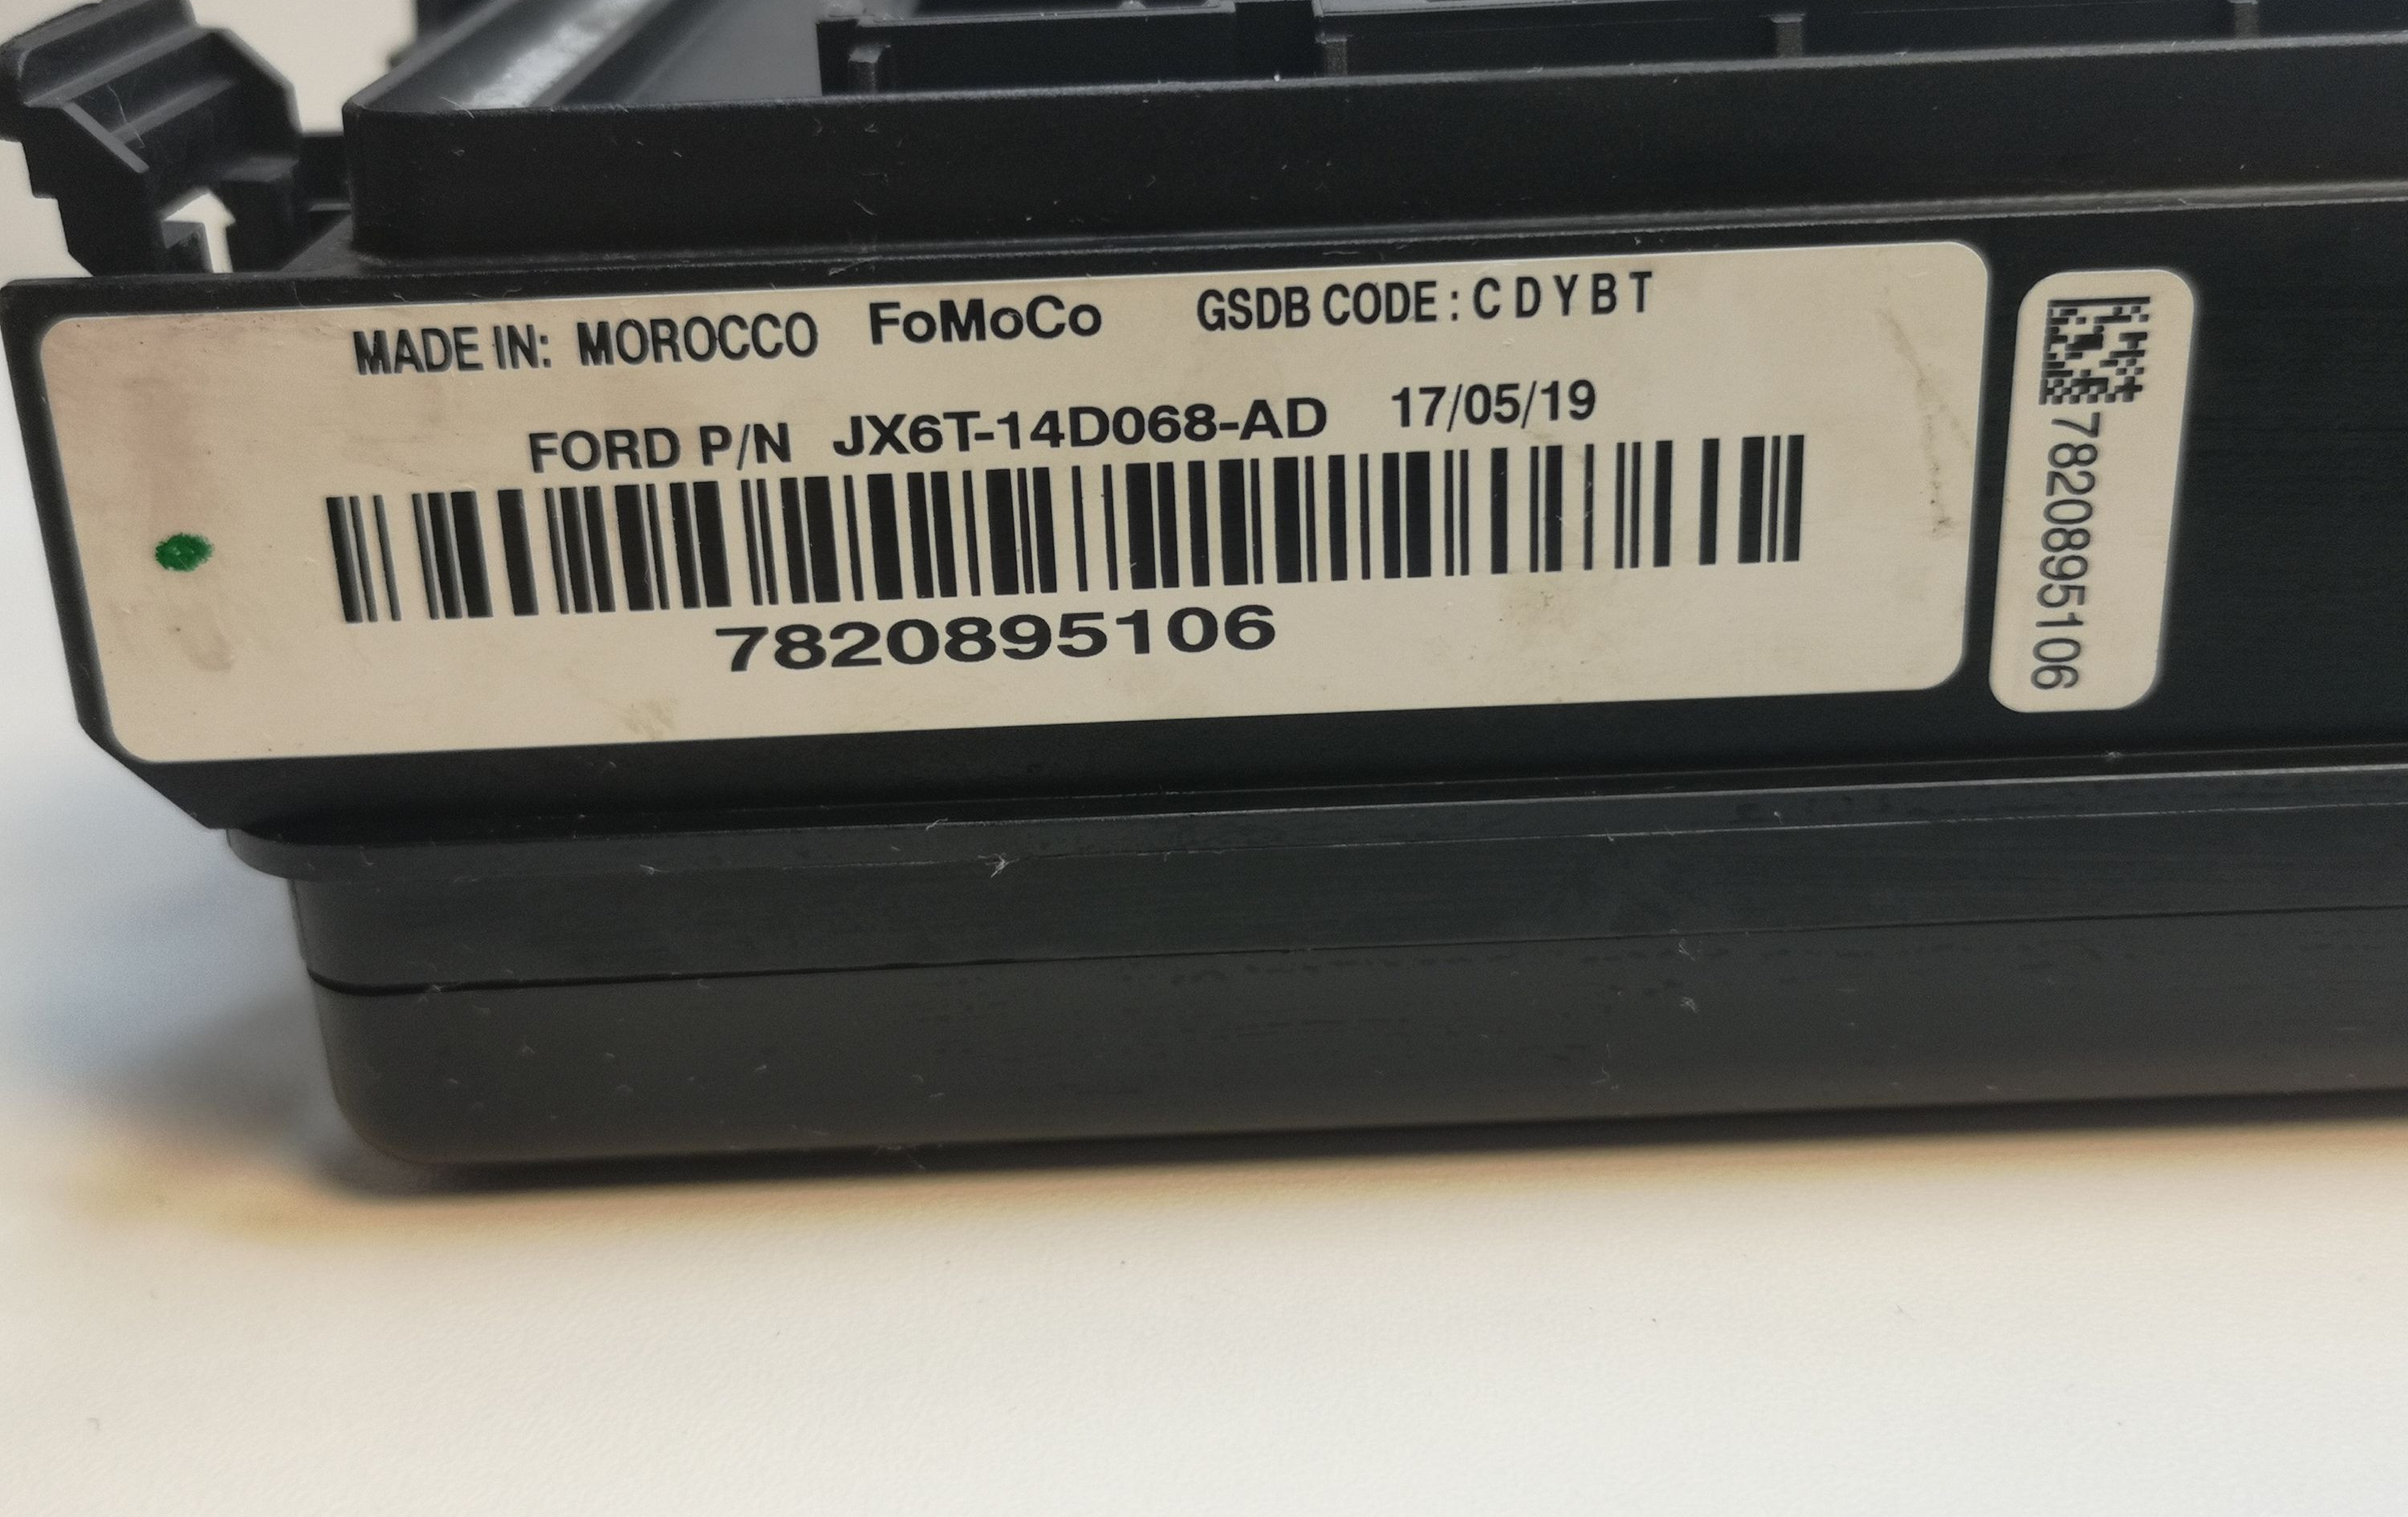 MADE IN: MOROCCO FoMoCo GSDB CODE : C D Y B T
FORD P/N JX6T-14D068-AD 17/05/19
7820895106
7820895106